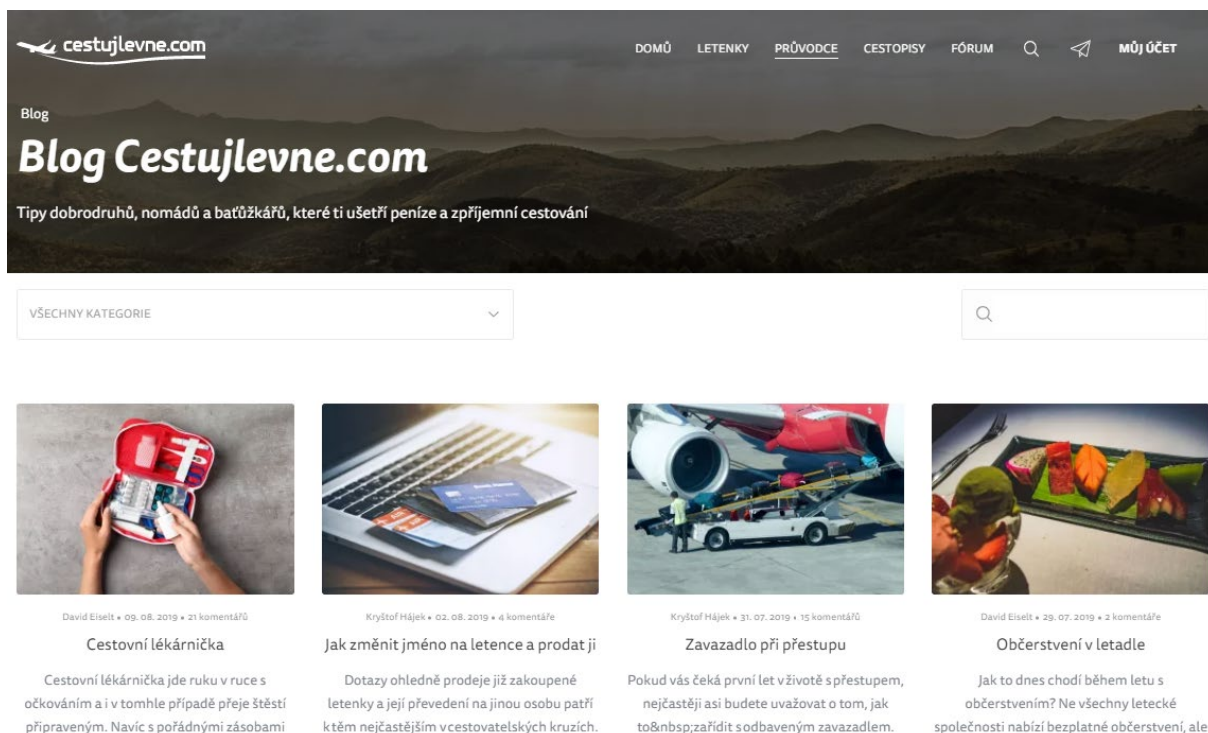 cestujlevne.com
DOMŮ LETENKY PRŮVODCE CESTOPISY FÓRUM MŮJ ÚČET
Blog
Blog Cestujlevne.com
Tipy dobrodruhů, nomádů a baťůžkářů, které ti ušetří peníze a zpříjemní cestování
VŠECHNY KATEGORIE
David Eiselt • 09. 08. 2019 • 21 komentářů
Cestovní lékárnička
Cestovní lékárnička jde ruku v ruce s
očkováním a i v tomhle případě přeje štěstí
připraveným. Navíc s pořádnými zásobami
Kryštof Hájek • 02. 08. 2019 • 4 komentáře
Jak změnit jméno na letence a prodat ji
Dotazy ohledně prodeje již zakoupené
letenky a její převedení na jinou osobu patří
k těm nejčastějším v cestovatelských kruzích.
Kryštof Hájek • 31. 07. 2019 • 15 komentářů
Zavazadlo při přestupu
Pokud vás čeká první let v životě s přestupem,
nejčastěji asi budete uvažovat o tom, jak
to&nbsp;zařídit s odbaveným zavazadlem.
David Eiselt • 29. 07. 2019 • 2 komentáře
Občerstvení v letadle
Jak to dnes chodí během letu s
občerstvením? Ne všechny letecké
společnosti nabízí bezplatné občerstvení, ale